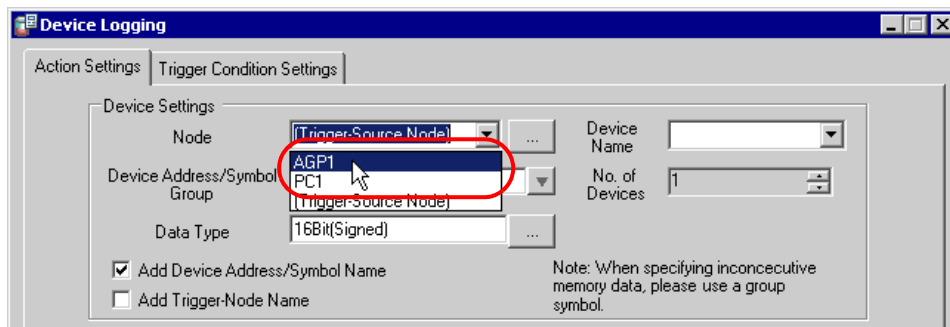 Device Logging
Action Settings
Trigger Condition Settings
Device Settings
Node
(Trigger-Source Node)
...
Device Name
AGP1
PC1
(Trigger-Source Node)
Device Address/Symbol Group
No. of Devices
1
Data Type
16Bit(Signed)
...
Add Device Address/Symbol Name
Add Trigger-Node Name
Note: When specifying inconcecutive
memory data, please use a group
symbol.